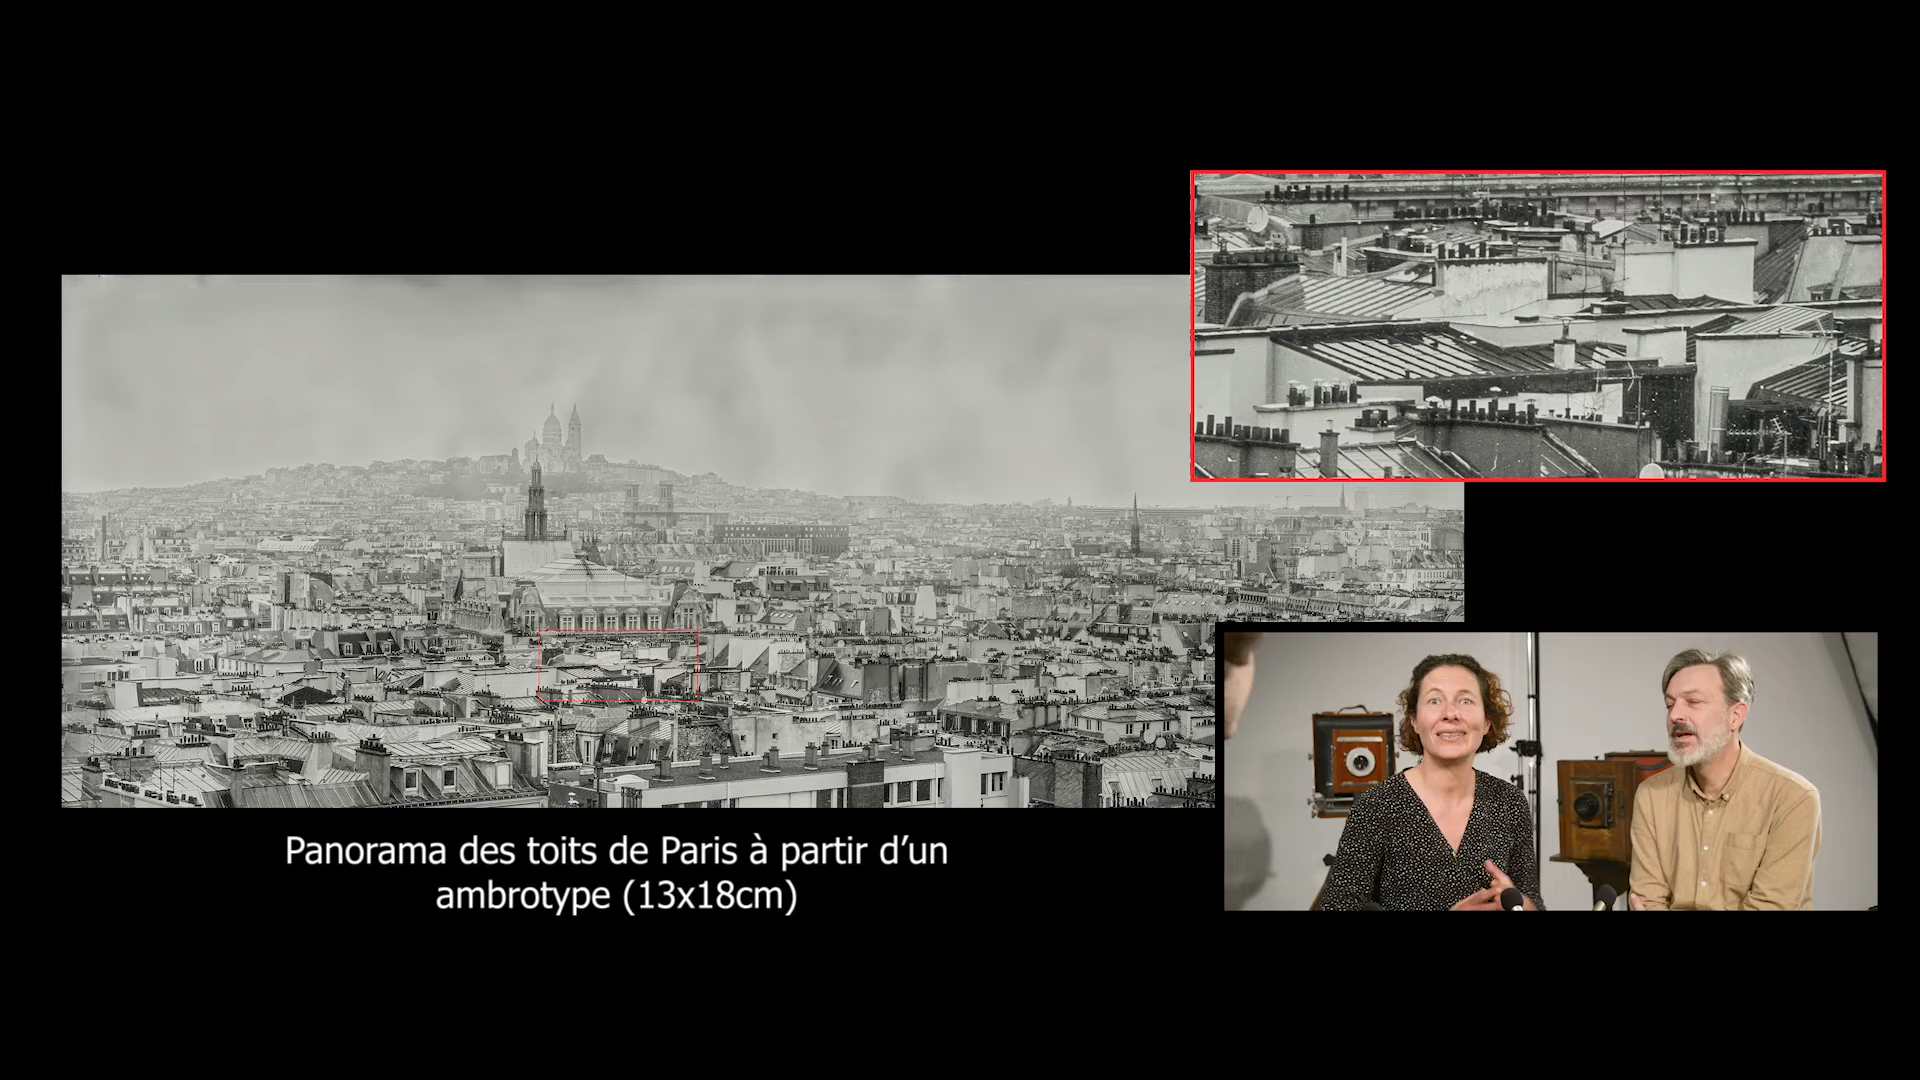 Panorama des toits de Paris à partir d’un
ambrotype (13x18cm)